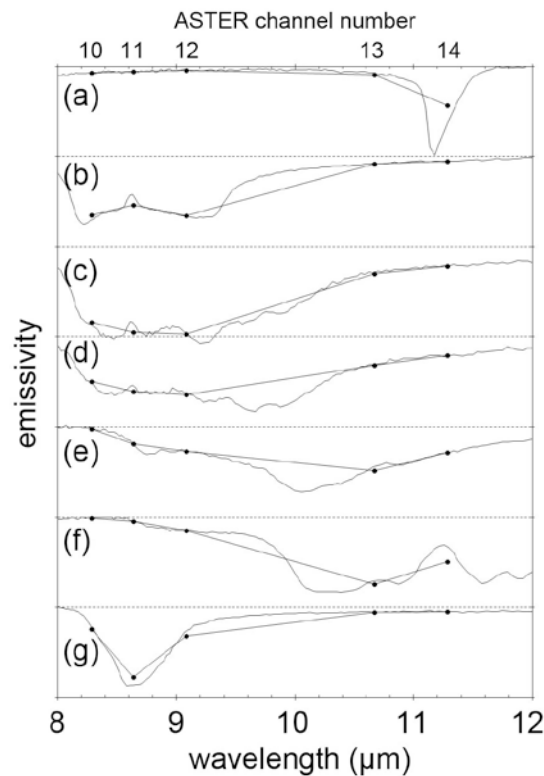 ASTER channel number
10 11 12 13 14
(a)
(b)
(c)
(d)
(e)
(f)
(g)
emissivity
8 9 10 11 12
wavelength (μm)